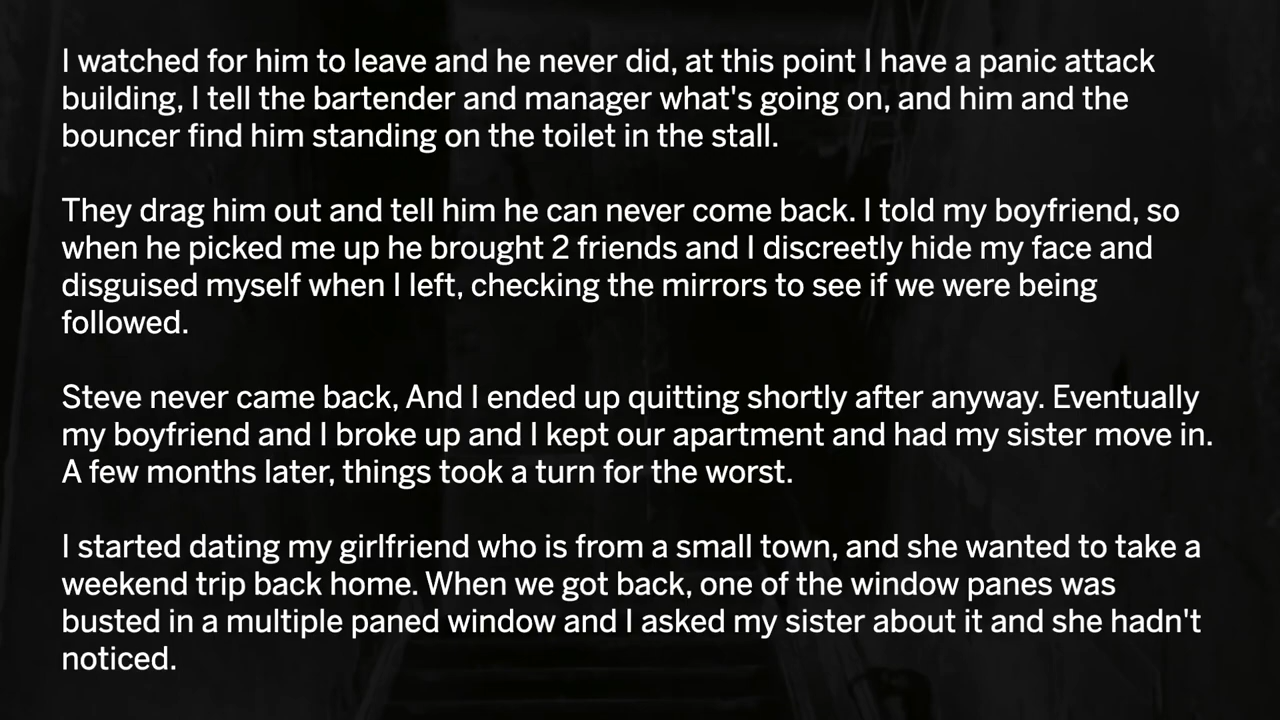 I watched for him to leave and he never did, at this point I have a panic attack
building, I tell the bartender and manager what's going on, and him and the
bouncer find him standing on the toilet in the stall.
They drag him out and tell him he can never come back. I told my boyfriend, so
when he picked me up he brought 2 friends and I discreetly hide my face and
disguised myself when I left, checking the mirrors to see if we were being
followed.
Steve never came back, And I ended up quitting shortly after anyway. Eventually
my boyfriend and I broke up and I kept our apartment and had my sister move in.
A few months later, things took a turn for the worst.
I started dating my girlfriend who is from a small town, and she wanted to take a
weekend trip back home. When we got back, one of the window panes was
busted in a multiple paned window and I asked my sister about it and she hadn't
noticed.